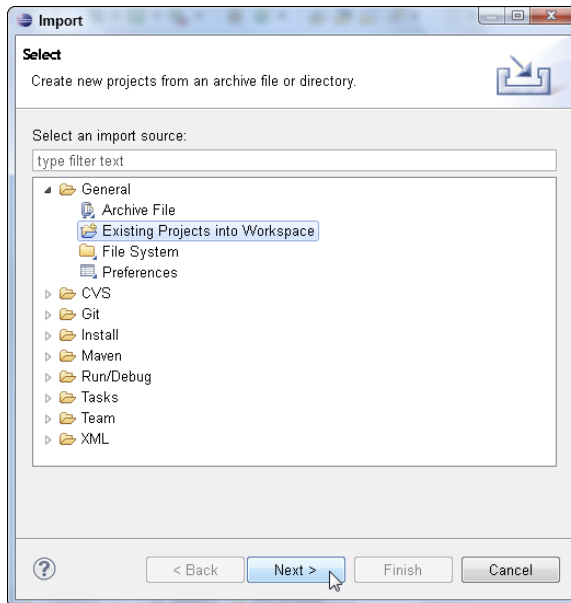 Import
Select
Create new projects from an archive file or directory.
Select an import source:
type filter text
General
Archive File
Existing Projects into Workspace
File System
Preferences
CVS
Git
Install
Maven
Run/Debug
Tasks
Team
XML
< Back Next > Finish Cancel